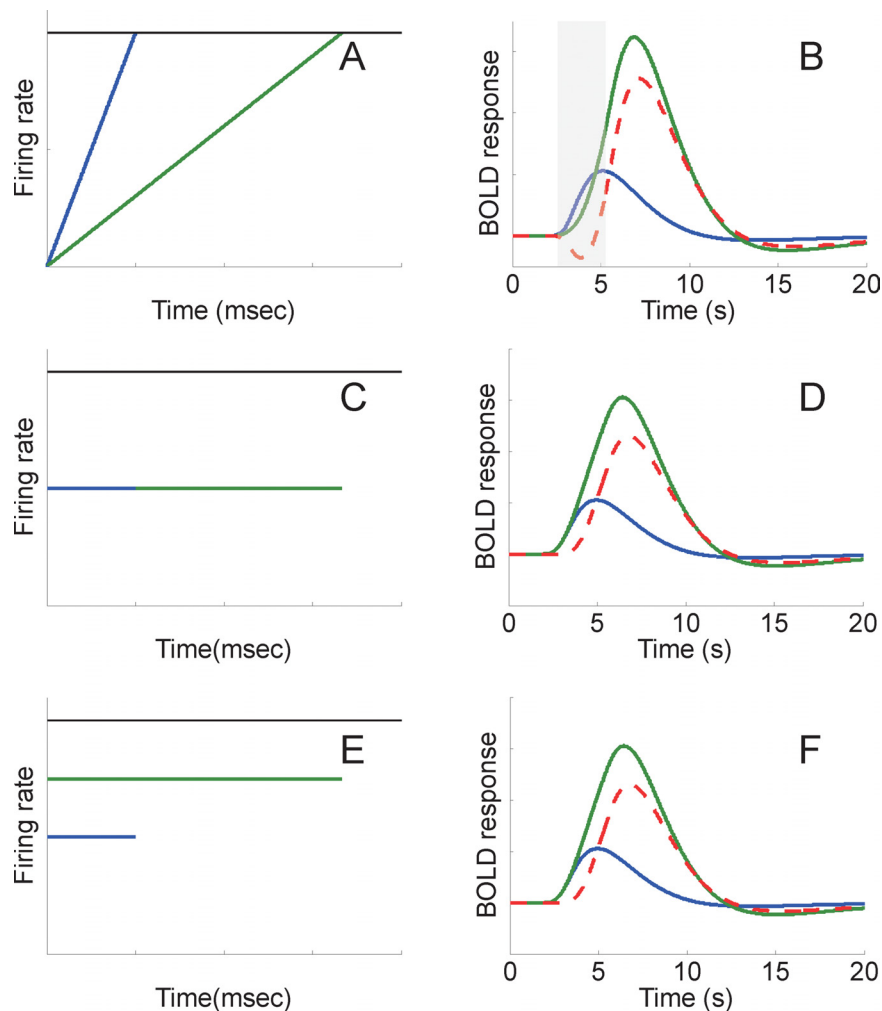 A
Firing rate
Time (msec)
B
BOLD response
0 5 10 15 20
Time (s)
C
Firing rate
Time(msec)
D
BOLD response
0 5 10 15 20
Time (s)
E
Firing rate
Time(msec)
F
BOLD response
0 5 10 15 20
Time (s)